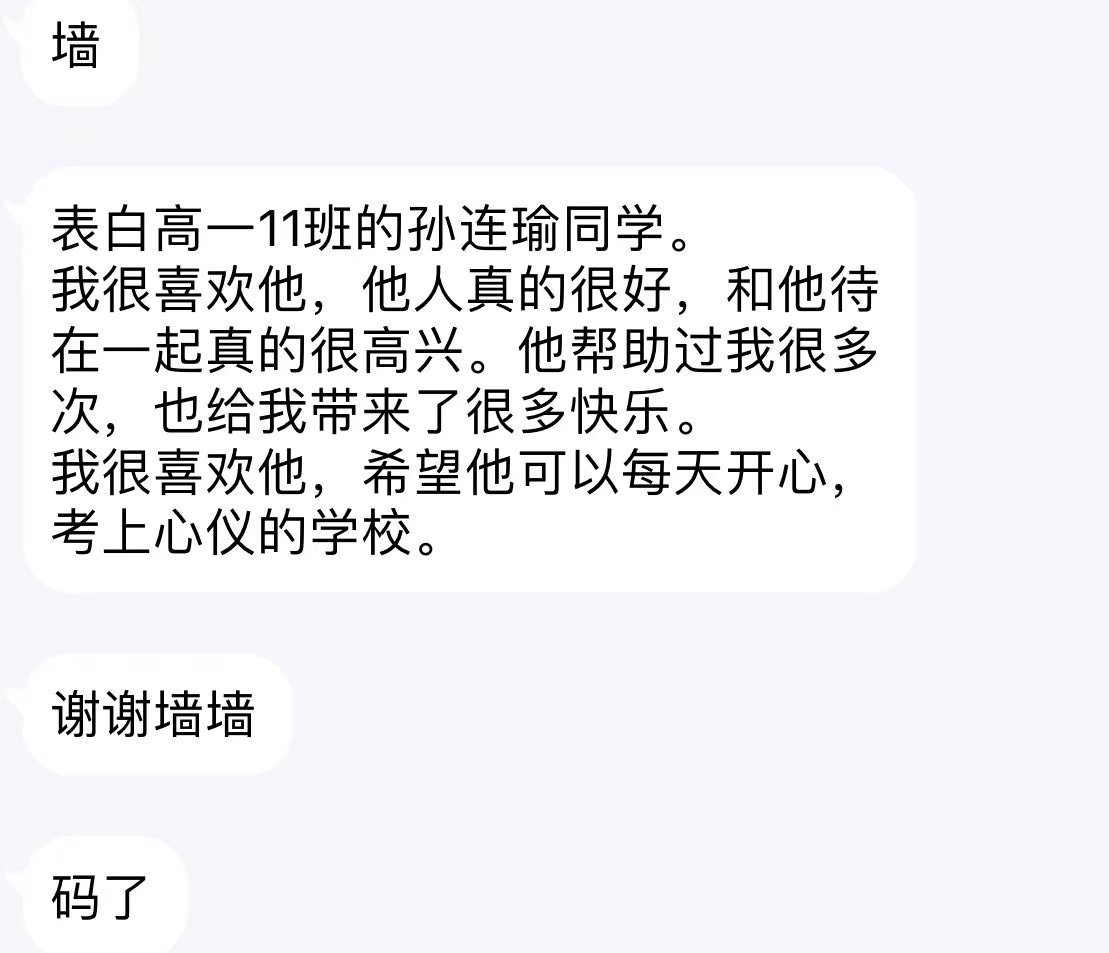 墙
表白高一11班的孙连瑜同学。
我很喜欢他，他人真的很好，和他待
在一起真的很高兴。他帮助过我很多
次，也给我带来了很多快乐。
我很喜欢他，希望他可以每天开心，
考上心仪的学校。
谢谢墙墙
码了